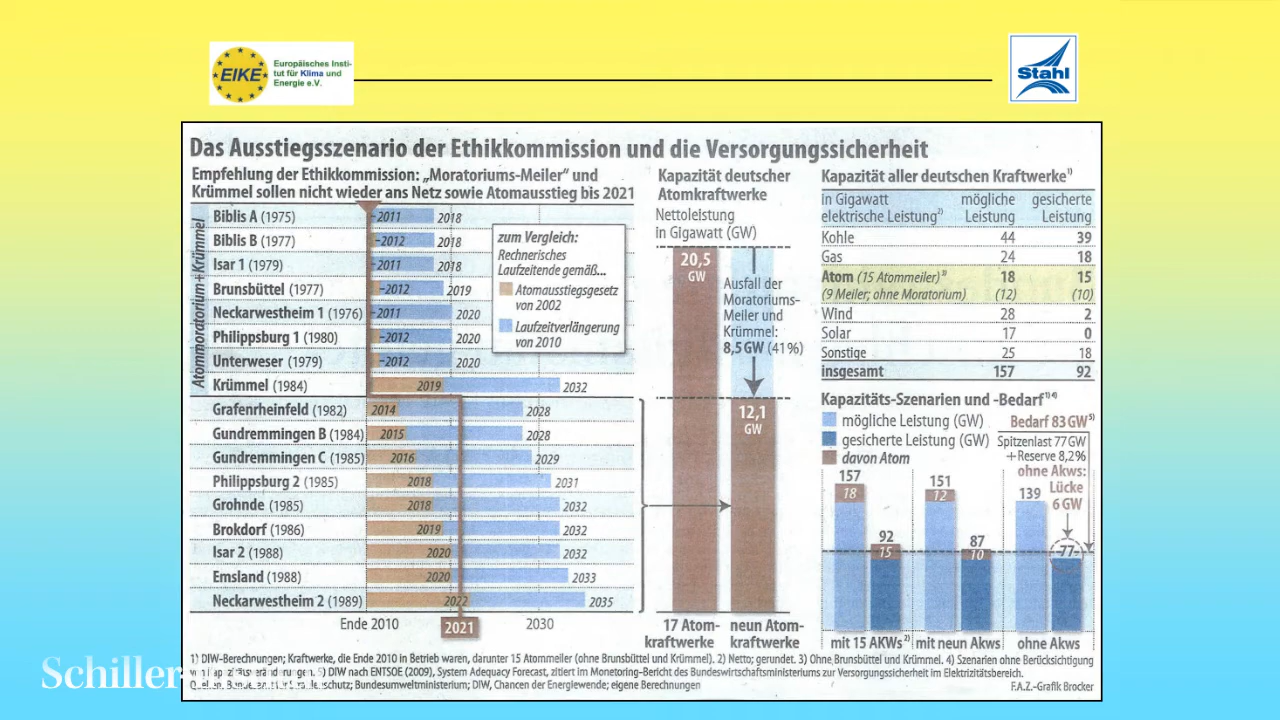 EIKE
Europäisches Insti-
tut für Klima und
Energie e.V.
Stahl
Das Ausstiegsszenario der Ethikkommission und die Versorgungssicherheit
Empfehlung der Ethikkommission: „Moratoriums-Meiler" und
Krümmel sollen nicht wieder ans Netz sowie Atomausstieg bis 2021
Atommoratorium+Krümmel
Biblis A (1975) 2011 2018
Biblis B (1977) 2012 2018
Isar 1 (1979) 2011 2018
Brunsbüttel (1977) 2012 2019
Neckarwestheim 1 (1976) 2011 2020
Philippsburg 1 (1980) 2012 2020
Unterweser (1979) 2012 2020
Krümmel (1984) 2019 2032
Grafenrheinfeld (1982) 2014 2028
Gundremmingen B (1984) 2015 2028
Gundremmingen C (1985) 2016 2029
Philippsburg 2 (1985) 2018 2031
Grohnde (1985) 2018 2032
Brokdorf (1986) 2019 2032
Isar 2 (1988) 2020 2032
Emsland (1988) 2020 2033
Neckarwestheim 2 (1989) 2022 2035
Ende 2010 2021 2030
zum Vergleich:
Rechnerisches
Laufzeitende gemäß...
Atomausstiegsgesetz
von 2002
Laufzeitverlängerung
von 2010
Kapazität deutscher
Atomkraftwerke
Nettoleistung
in Gigawatt (GW)
20,5
GW
Ausfall der
Moratoriums-
Meiler und
Krümmel:
8,5 GW (41%)
12,1
GW
17 Atom-
kraftwerke
neun Atom-
kraftwerke
Kapazität aller deutschen Kraftwerke¹⁾
in Gigawatt mögliche gesicherte
elektrische Leistung²⁾ Leistung Leistung
Kohle 44 39
Gas 24 18
Atom (15 Atommeiler)³⁾ 18 15
(9 Meiler; ohne Moratorium) (12) (10)
Wind 28 2
Solar 17 0
Sonstige 25 18
insgesamt 157 92
Kapazitäts-Szenarien und -Bedarf¹⁾⁴⁾
mögliche Leistung (GW)
gesicherte Leistung (GW)
davon Atom
Bedarf 83 GW⁵⁾
Spitzenlast 77 GW
+ Reserve 8,2%
ohne Akws:
Lücke
6 GW
157
18
92
15
151
12
87
10
139
77
mit 15 AKWs²⁾ mit neun Akws ohne Akws
1) DIW-Berechnungen; Kraftwerke, die Ende 2010 in Betrieb waren, darunter 15 Atommeiler (ohne Brunsbüttel und Krümmel). 2) Netto; gerundet. 3) Ohne Brunsbüttel und Krümmel. 4) Szenarien ohne Berücksichtigung
5) DIW nach ENTSOE (2009), System Adequacy Forecast, zitiert im Monitoring-Bericht des Bundeswirtschaftsministeriums zur Versorgungssicherheit im Elektrizitätsbereich.
Bundesumweltministerium; DIW, Chancen der Energiewende; eigene Berechnungen
F.A.Z.-Grafik Brocker
Schiller